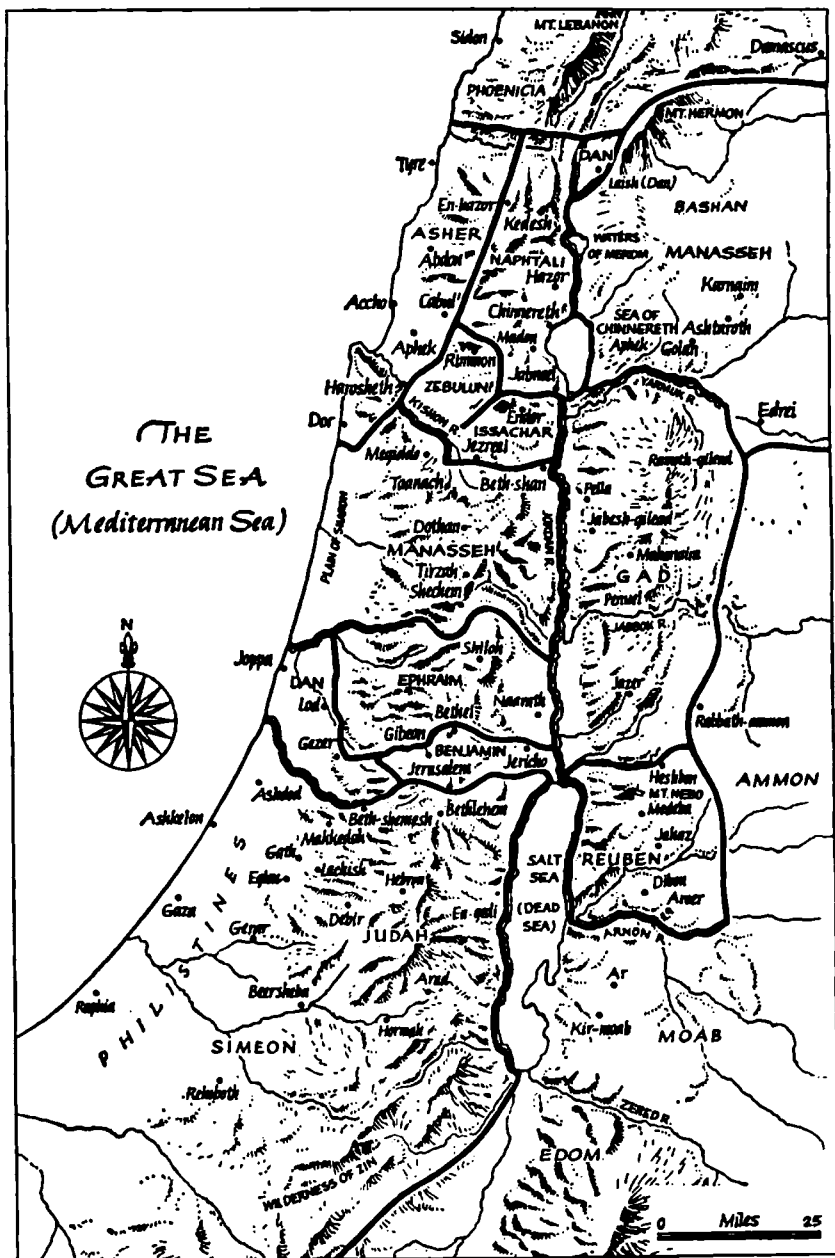 MT. LEBANON
Sidon
Damascus
PHOENICIA
MT. HERMON
DAN
Tyre
Laish (Dan)
En-hazor
BASHAN
Kedesh
ASHER
WATERS
OF MEROM
MANASSEH
Abdon
NAPHTALI
Hazor
Karnaim
Accho
Cabul
Chinnereth
SEA OF
CHINNERETH
Ashtaroth
Aphek
Madon
Aphek
Golan
Rimmon
Jabneel
Harosheth
ZEBULUN
YARMUK R.
KISHON R.
Endor
Edrei
Dor
ISSACHAR
Jezreel
THE
GREAT SEA
(Mediterranean Sea)
Megiddo
Ramoth-gilead
Taanach
Beth-shan
Pella
PLAIN OF SHARON
Dothan
JORDAN R.
Jabesh-gilead
MANASSEH
Mahanaim
Tirzah
GAD
Shechem
Penuel
JABBOK R.
N
Joppa
Shiloh
DAN
EPHRAIM
Jazer
Lod
Naarath
Bethel
Rabbath-ammon
Gibeon
Gezer
BENJAMIN
Jericho
Jerusalem
Heshbon
AMMON
MT. NEBO
Ashdod
Medeba
Bethlehem
Ashkelon
Beth-shemesh
Makkedah
Jahaz
Gath
SALT
SEA
REUBEN
Eglon
Lachish
Hebron
Dibon
(DEAD
SEA)
Aroer
Gaza
Debir
En-gedi
Gerar
JUDAH
ARNON R.
PHILISTINES
Ar
Arad
Beersheba
Raphia
Kir-moab
Hormah
SIMEON
MOAB
Rehoboth
ZERED R.
EDOM
WILDERNESS OF ZIN
0 Miles 25